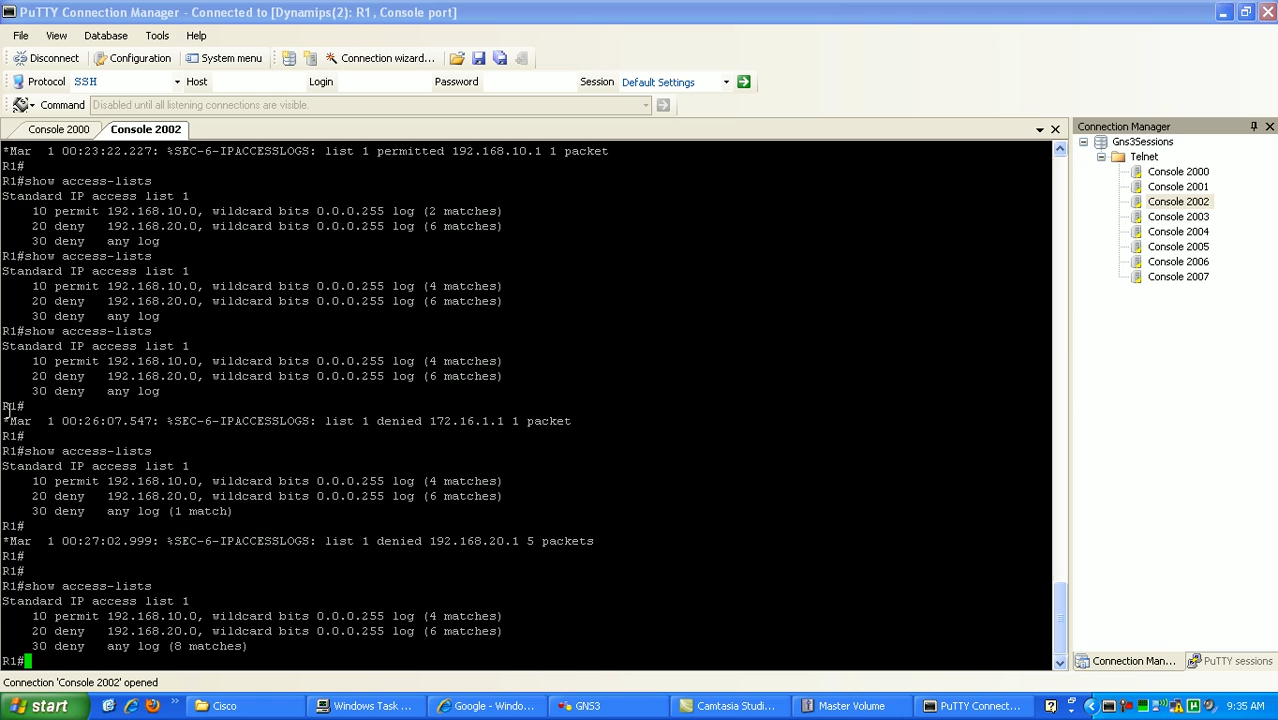 PuTTY Connection Manager - Connected to [Dynamips(2): R1, Console port]
File View Database Tools Help
Disconnect Configuration System menu Connection wizard...
Protocol SSH Host Login Password Session Default Settings
Command Disabled until all listening connections are visible.
Console 2000 Console 2002
*Mar 1 00:23:22.227: %SEC-6-IPACCESSLOGS: list 1 permitted 192.168.10.1 1 packet
R1#
R1#show access-lists
Standard IP access list 1
10 permit 192.168.10.0, wildcard bits 0.0.0.255 log (2 matches)
20 deny 192.168.20.0, wildcard bits 0.0.0.255 log (6 matches)
30 deny any log
R1#show access-lists
Standard IP access list 1
10 permit 192.168.10.0, wildcard bits 0.0.0.255 log (4 matches)
20 deny 192.168.20.0, wildcard bits 0.0.0.255 log (6 matches)
30 deny any log
R1#show access-lists
Standard IP access list 1
10 permit 192.168.10.0, wildcard bits 0.0.0.255 log (4 matches)
20 deny 192.168.20.0, wildcard bits 0.0.0.255 log (6 matches)
30 deny any log
R1#
*Mar 1 00:26:07.547: %SEC-6-IPACCESSLOGS: list 1 denied 172.16.1.1 1 packet
R1#
R1#show access-lists
Standard IP access list 1
10 permit 192.168.10.0, wildcard bits 0.0.0.255 log (4 matches)
20 deny 192.168.20.0, wildcard bits 0.0.0.255 log (6 matches)
30 deny any log (1 match)
R1#
*Mar 1 00:27:02.999: %SEC-6-IPACCESSLOGS: list 1 denied 192.168.20.1 5 packets
R1#
R1#
R1#show access-lists
Standard IP access list 1
10 permit 192.168.10.0, wildcard bits 0.0.0.255 log (4 matches)
20 deny 192.168.20.0, wildcard bits 0.0.0.255 log (6 matches)
30 deny any log (8 matches)
R1#
Connection Manager
Gns3Sessions
Telnet
Console 2000
Console 2001
Console 2002
Console 2003
Console 2004
Console 2005
Console 2006
Console 2007
Connection Man... PuTTY sessions
Connection 'Console 2002' opened
start Cisco Windows Task ... Google - Windo... GNS3 Camtasia Studi... Master Volume PuTTY Connect... 9:35 AM